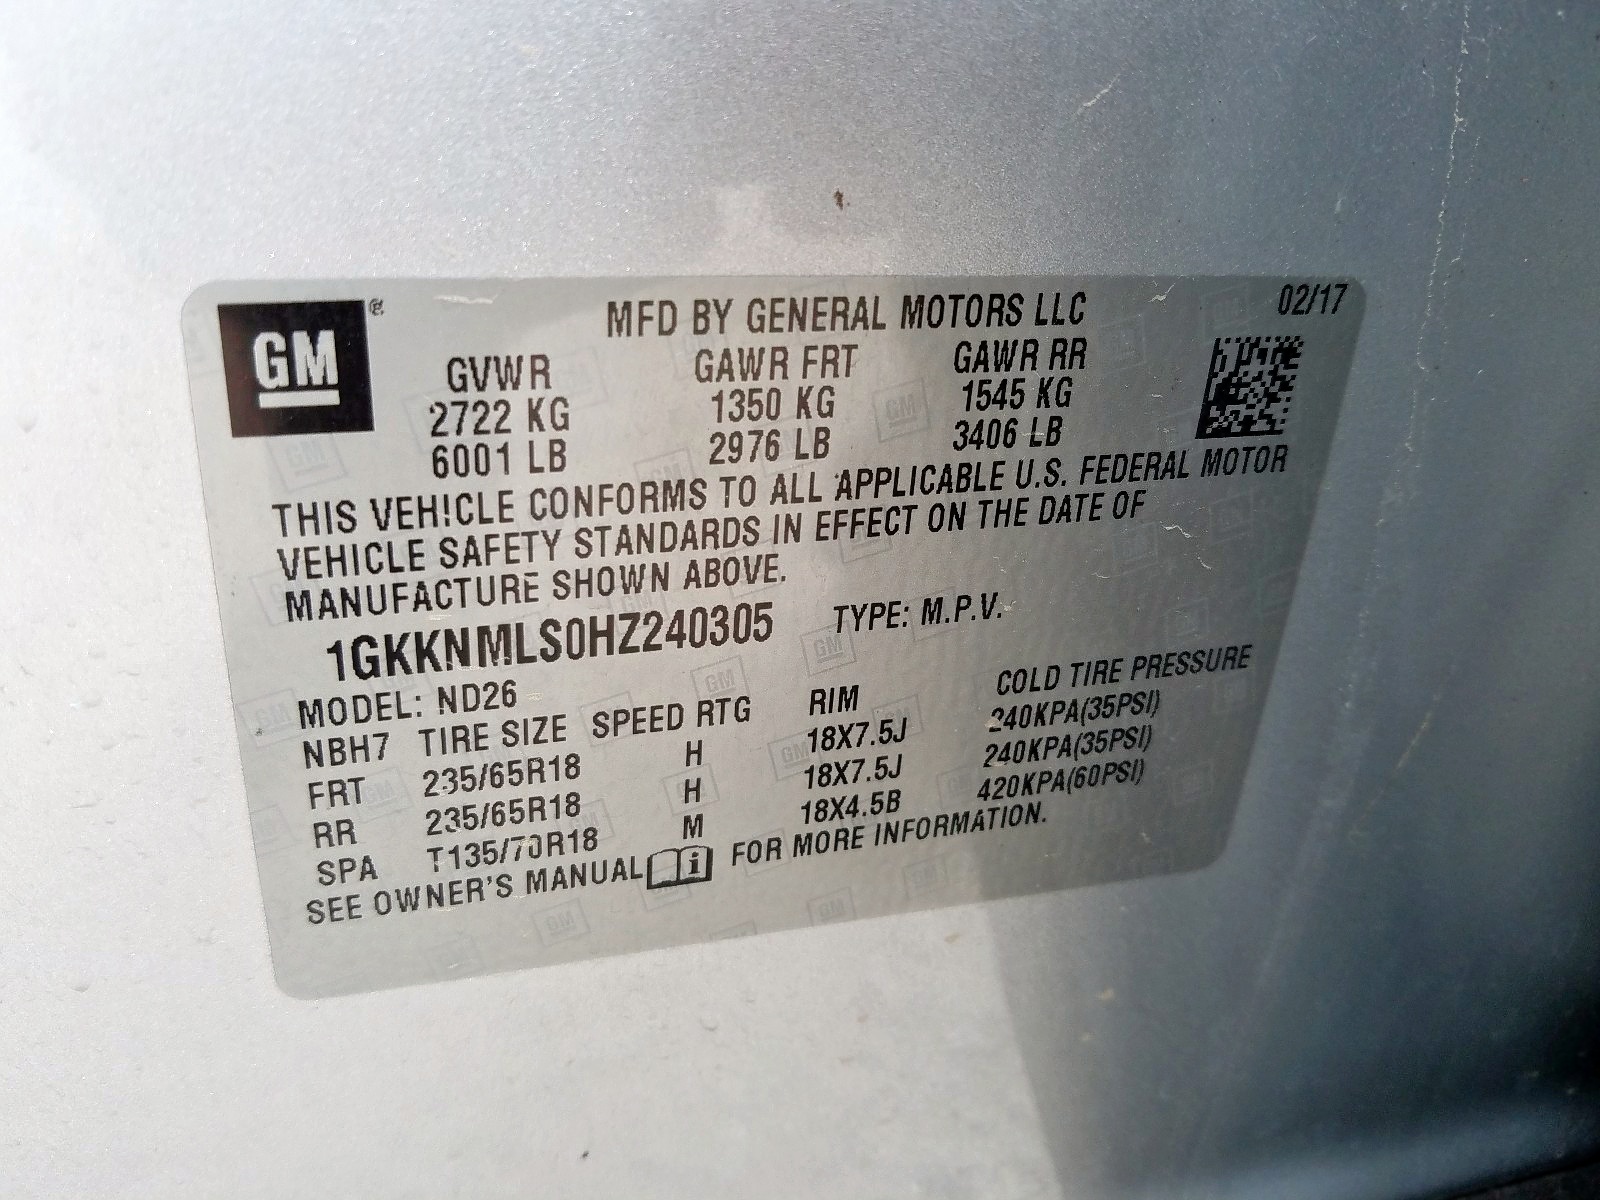 GM ®
MFD BY GENERAL MOTORS LLC 02/17
GVWR GAWR FRT GAWR RR
2722 KG 1350 KG 1545 KG
6001 LB 2976 LB 3406 LB
THIS VEHICLE CONFORMS TO ALL APPLICABLE U.S. FEDERAL MOTOR
VEHICLE SAFETY STANDARDS IN EFFECT ON THE DATE OF
MANUFACTURE SHOWN ABOVE.
1GKKNMLS0HZ240305 TYPE: M.P.V.
MODEL: ND26
NBH7 TIRE SIZE SPEED RTG RIM COLD TIRE PRESSURE
FRT 235/65R18 H 18X7.5J 240KPA(35PSI)
RR 235/65R18 H 18X7.5J 240KPA(35PSI)
SPA T135/70R18 M 18X4.5B 420KPA(60PSI)
SEE OWNER'S MANUAL i FOR MORE INFORMATION.